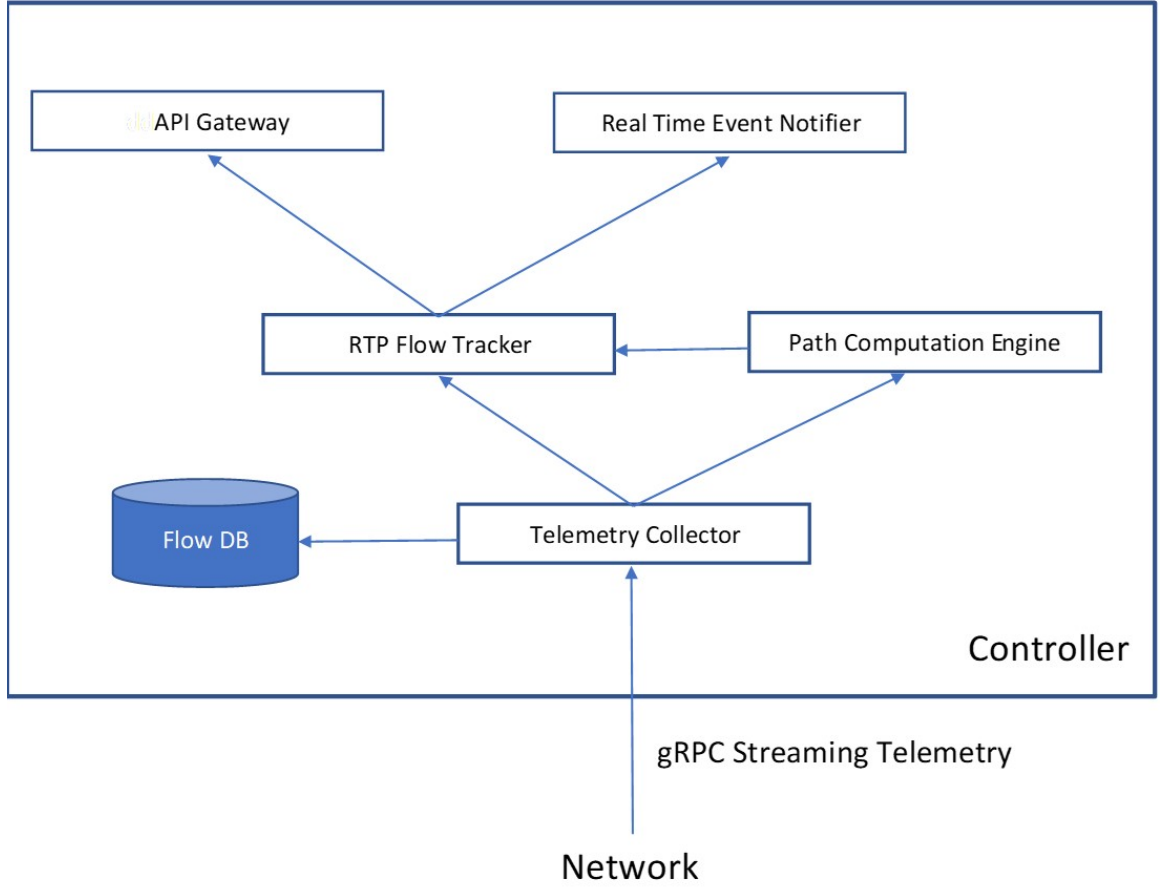 API Gateway
Real Time Event Notifier
RTP Flow Tracker
Path Computation Engine
Flow DB
Telemetry Collector
Controller
gRPC Streaming Telemetry
Network